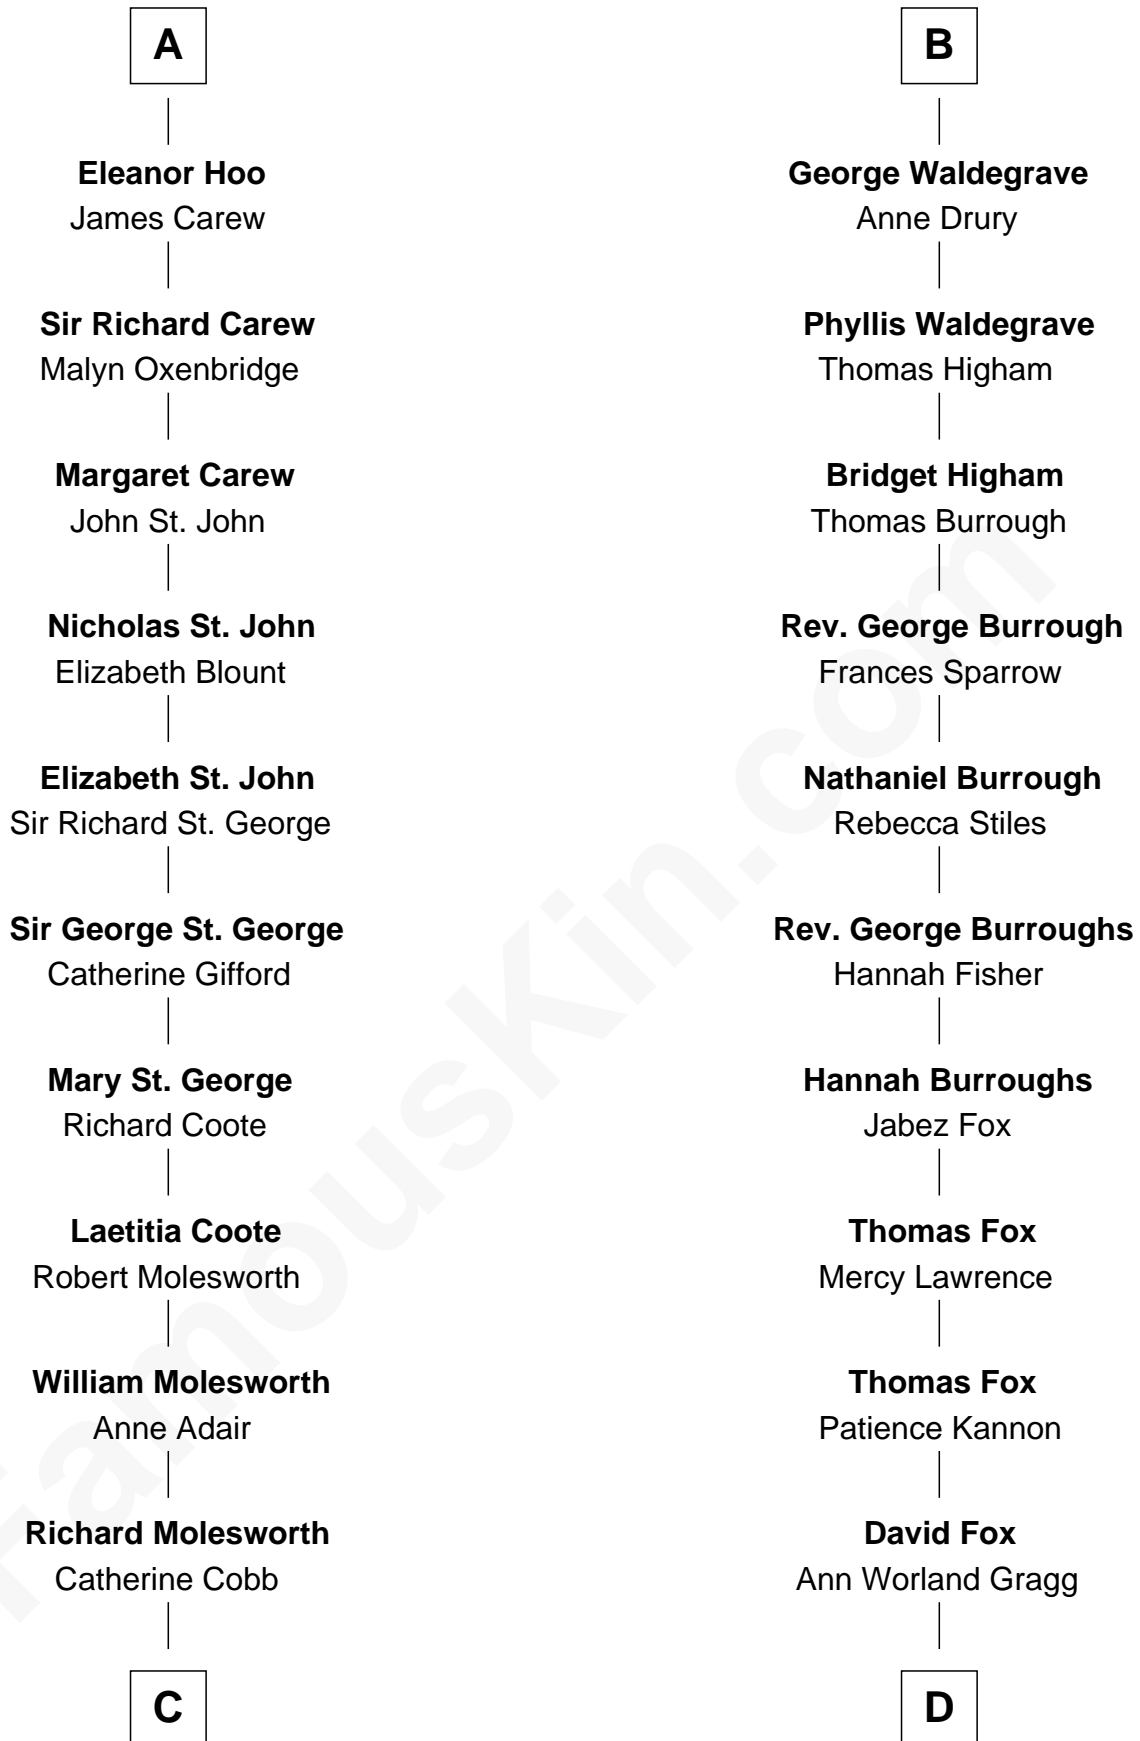 A
Eleanor Hoo
James Carew
Sir Richard Carew
Malyn Oxenbridge
Margaret Carew
John St. John
Nicholas St. John
Elizabeth Blount
Elizabeth St. John
Sir Richard St. George
Sir George St. George
Catherine Gifford
Mary St. George
Richard Coote
Laetitia Coote
Robert Molesworth
William Molesworth
Anne Adair
Richard Molesworth
Catherine Cobb
C
B
George Waldegrave
Anne Drury
Phyllis Waldegrave
Thomas Higham
Bridget Higham
Thomas Burrough
Rev. George Burrough
Frances Sparrow
Nathaniel Burrough
Rebecca Stiles
Rev. George Burroughs
Hannah Fisher
Hannah Burroughs
Jabez Fox
Thomas Fox
Mercy Lawrence
Thomas Fox
Patience Kannon
David Fox
Ann Worland Gragg
D
FamousKin.com